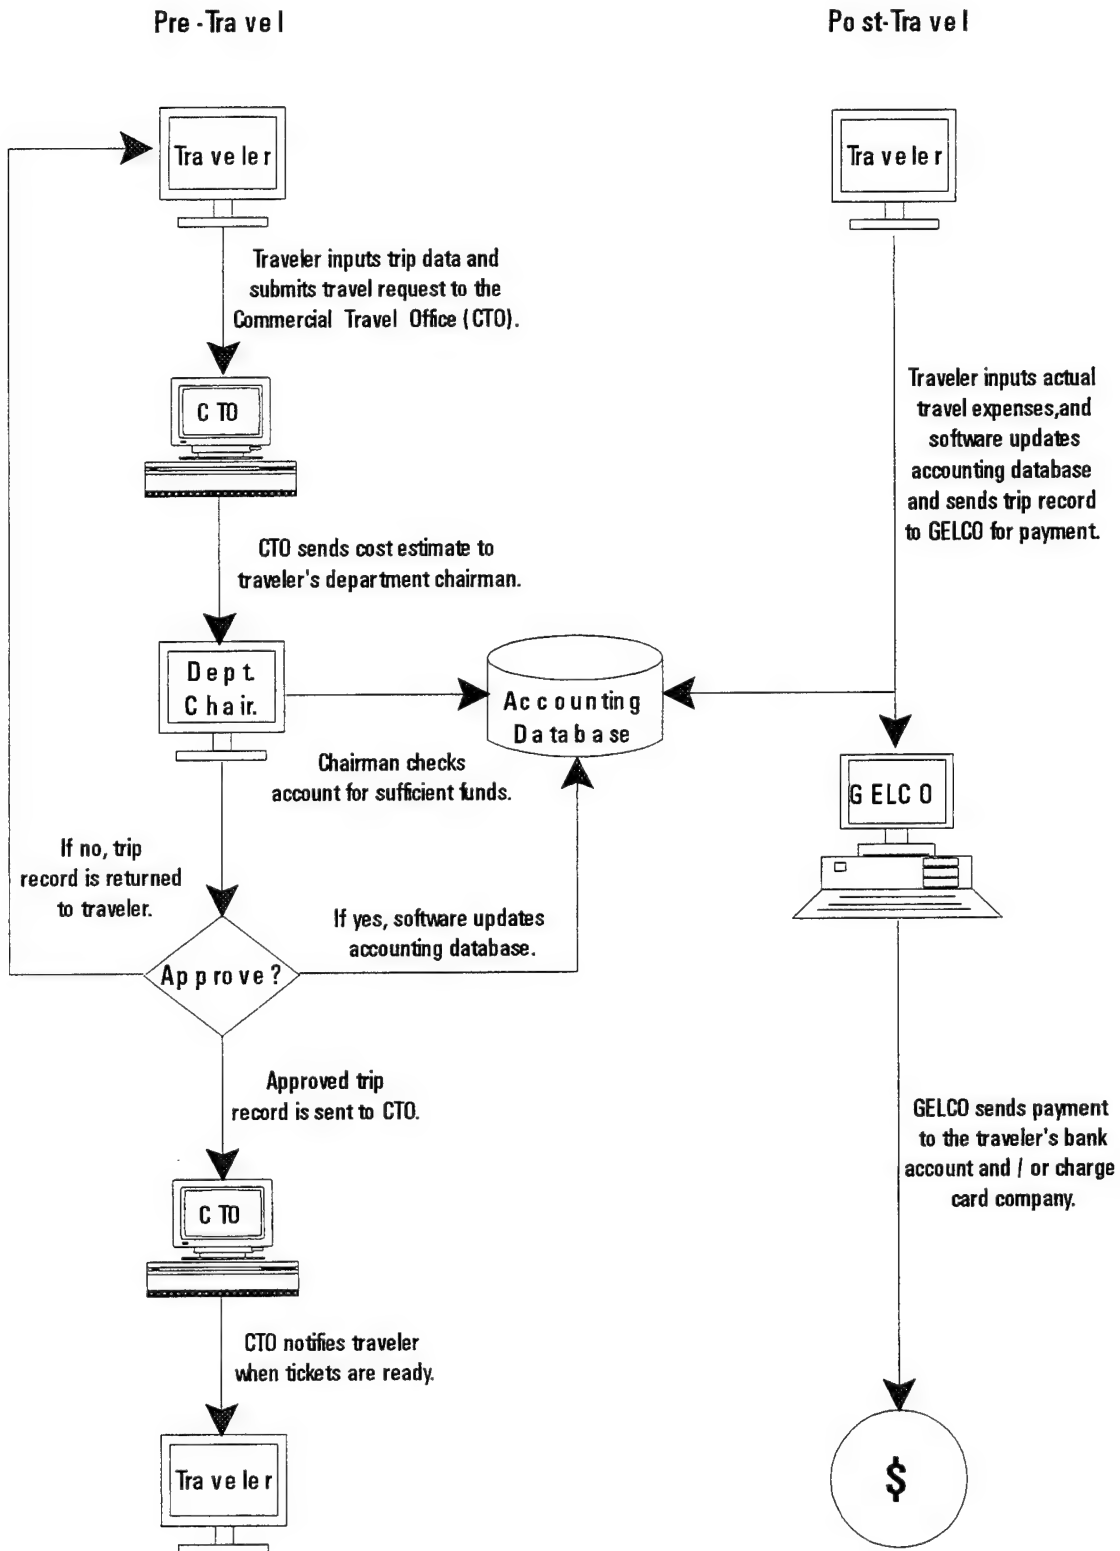 Pre-Travel
Post-Travel
Traveler
Traveler
Traveler inputs trip data and
submits travel request to the
Commercial Travel Office (CTO).
CTO
Traveler inputs actual
travel expenses,and
software updates
accounting database
and sends trip record
to GELCO for payment.
CTO sends cost estimate to
traveler's department chairman.
Dept.
Chair.
Accounting
Database
Chairman checks
account for sufficient funds.
GELCO
If no, trip
record is returned
to traveler.
If yes, software updates
accounting database.
Approve?
Approved trip
record is sent to CTO.
GELCO sends payment
to the traveler's bank
account and / or charge
card company.
CTO
CTO notifies traveler
when tickets are ready.
Traveler
$